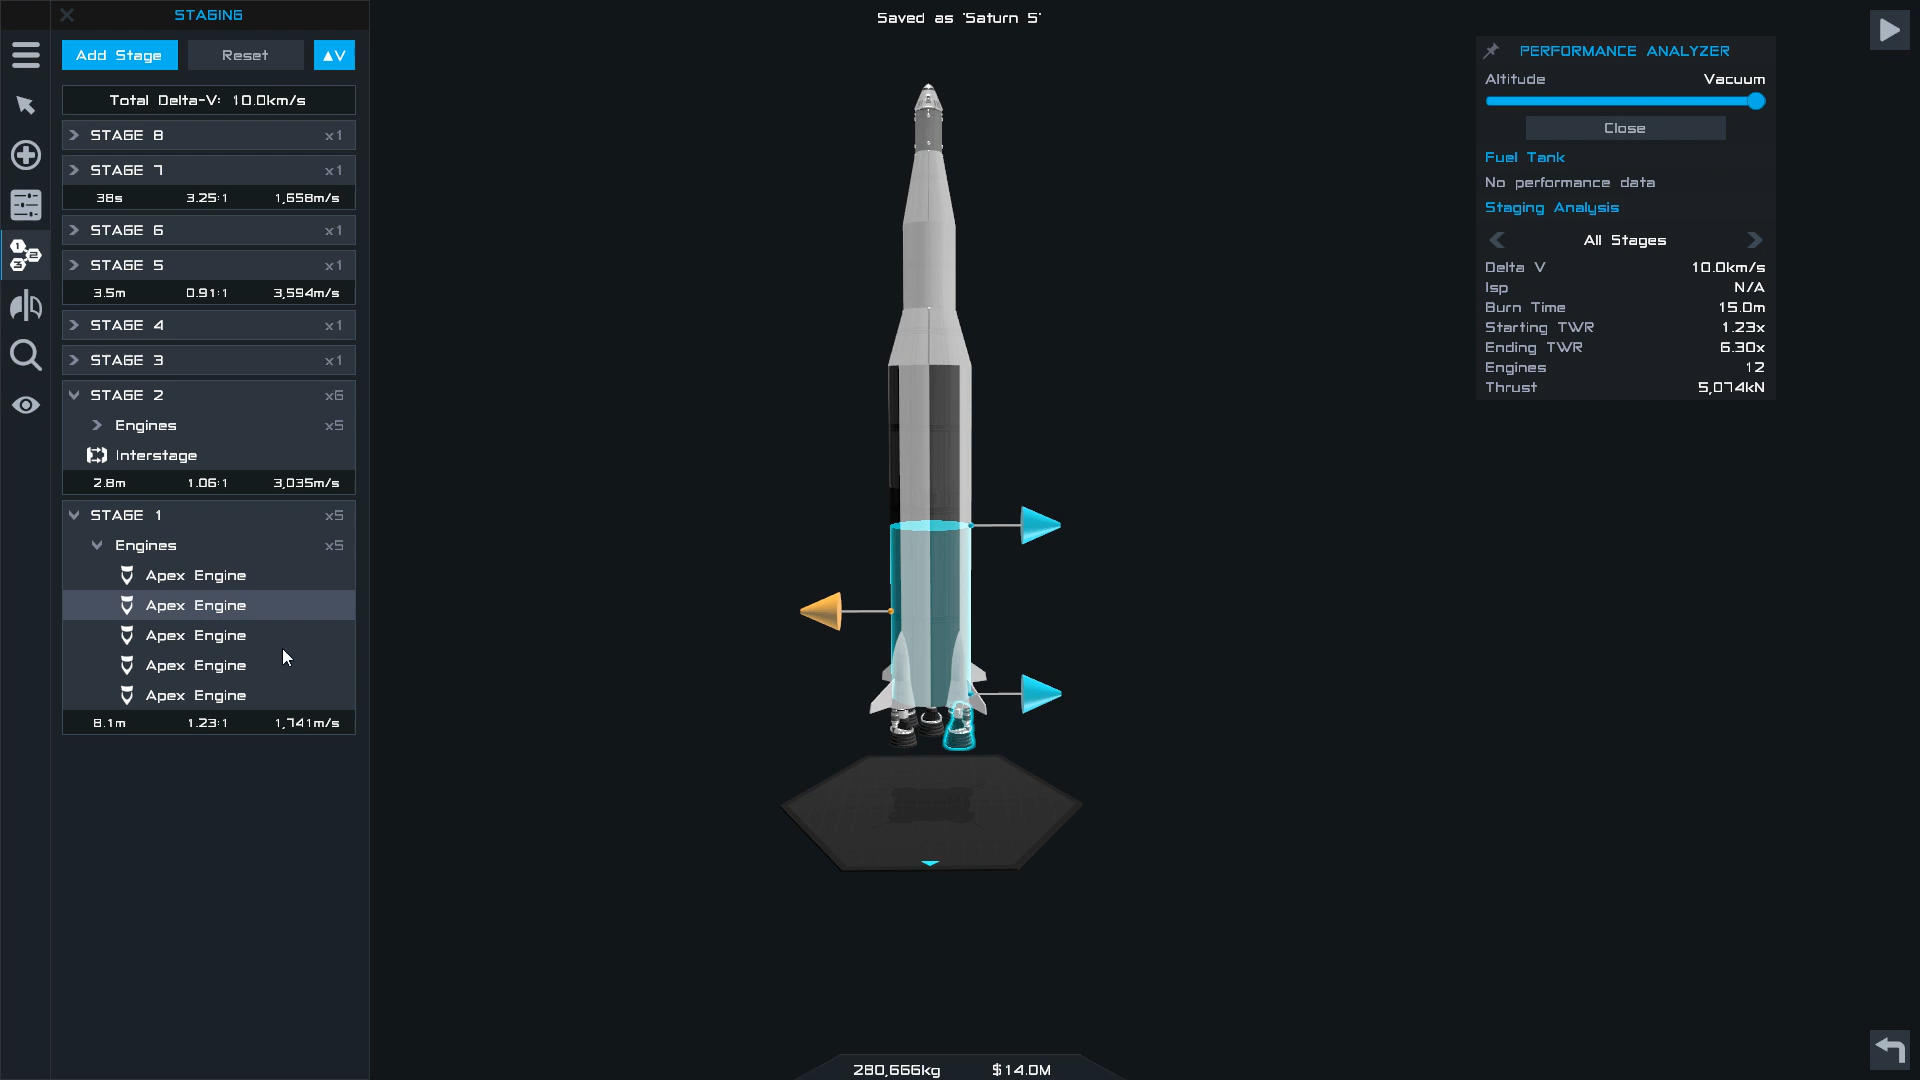 STAGING
Add Stage
Reset
▲V
Total Delta-V: 10.0km/s
STAGE 8 x1
STAGE 7 x1
38s 3.25:1 1,658m/s
STAGE 6 x1
STAGE 5 x1
3.5m 0.91:1 3,594m/s
STAGE 4 x1
STAGE 3 x1
STAGE 2 x6
Engines x5
Interstage
2.8m 1.06:1 3,035m/s
STAGE 1 x5
Engines x5
Apex Engine
Apex Engine
Apex Engine
Apex Engine
Apex Engine
8.1m 1.23:1 1,741m/s
1
2
3
Saved as 'Saturn 5'
280,666kg $14.0M
PERFORMANCE ANALYZER
Altitude Vacuum
Close
Fuel Tank
No performance data
Staging Analysis
All Stages
Delta V 10.0km/s
Isp N/A
Burn Time 15.0m
Starting TWR 1.23x
Ending TWR 6.30x
Engines 12
Thrust 5,074kN